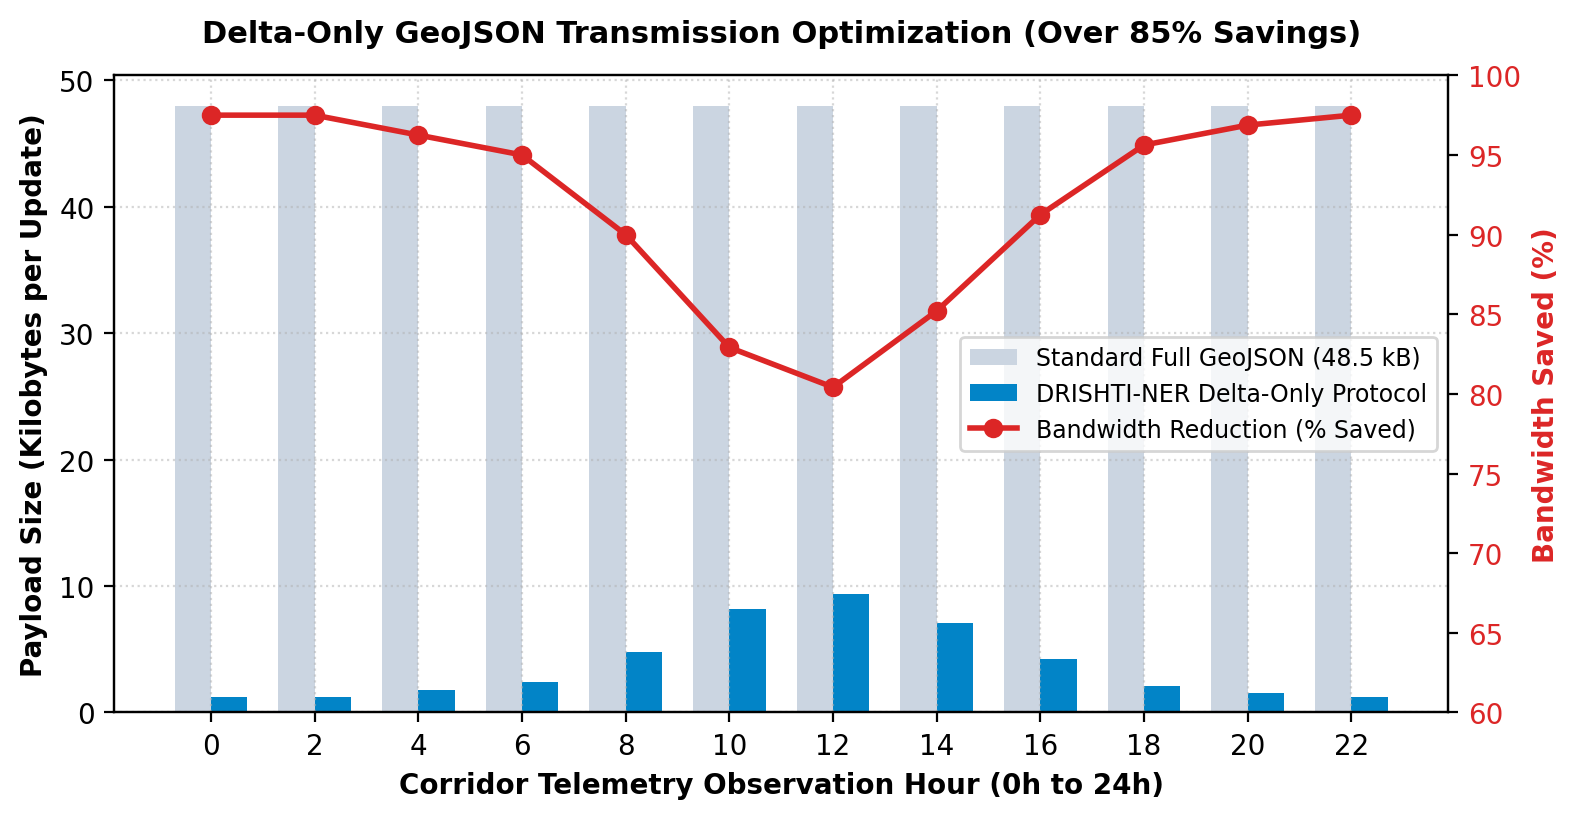 Delta-Only GeoJSON Transmission Optimization (Over 85% Savings)
Payload Size (Kilobytes per Update)
50
40
30
20
10
0
100
95
90
85
80
75
70
65
60
Bandwidth Saved (%)
Standard Full GeoJSON (48.5 kB)
DRISHTI-NER Delta-Only Protocol
Bandwidth Reduction (% Saved)
0 2 4 6 8 10 12 14 16 18 20 22
Corridor Telemetry Observation Hour (0h to 24h)